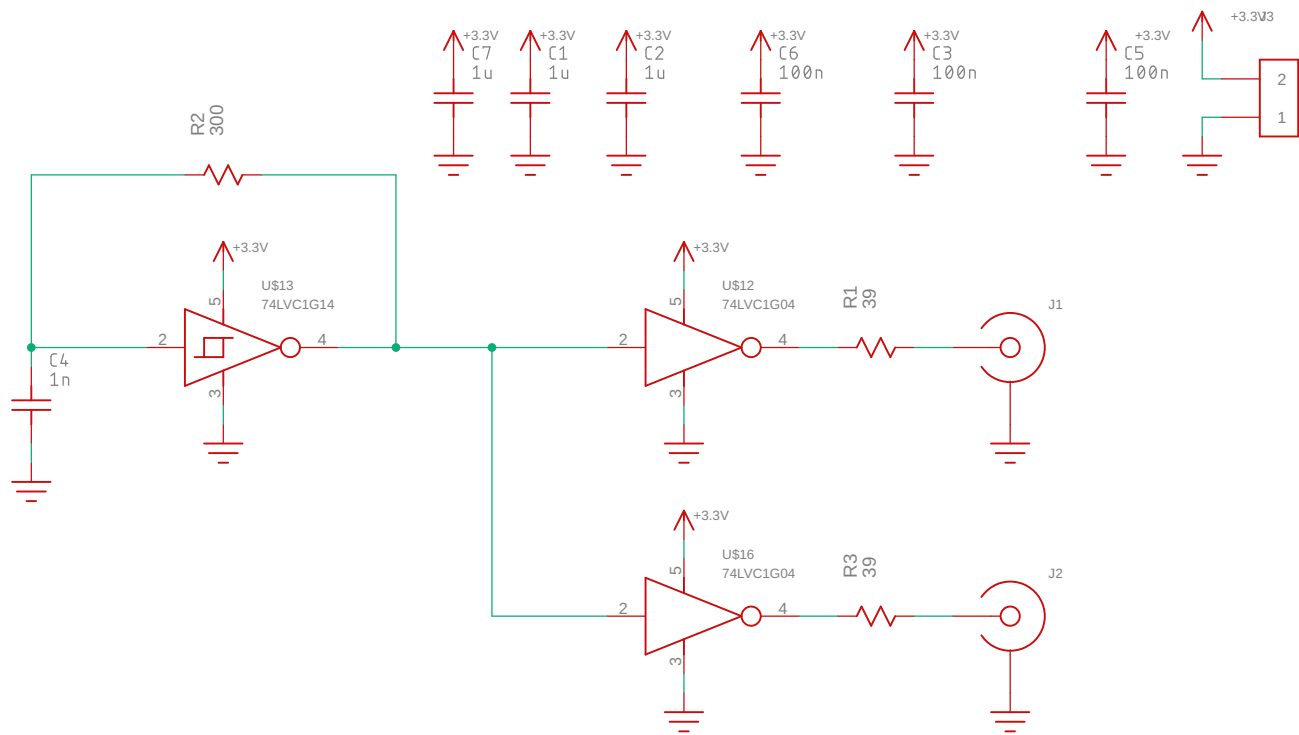 +3.3V
C7
1u
+3.3V
C1
1u
+3.3V
C2
1u
+3.3V
C6
100n
+3.3V
C3
100n
+3.3V
C5
100n
+3.3V
J3
2
1
R2
300
+3.3V
U$13
74LVC1G14
5
2
4
3
C4
1n
+3.3V
U$12
74LVC1G04
5
2
4
3
R1
39
J1
+3.3V
U$16
74LVC1G04
5
2
4
3
R3
39
J2